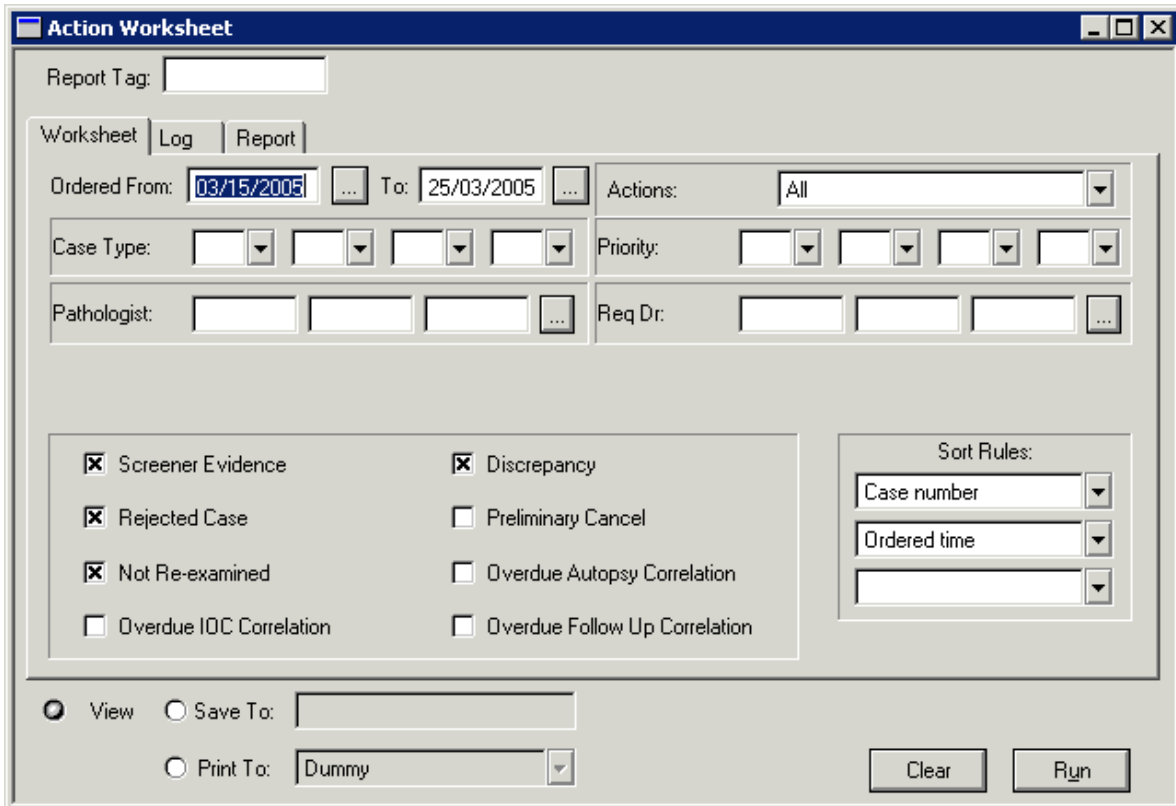 Action Worksheet
Report Tag:
Worksheet Log Report
Ordered From: 03/15/2005 ... To: 25/03/2005 ... Actions: All
Case Type: Priority:
Pathologist: ... Req Dr: ...
Screener Evidence Discrepancy
Rejected Case Preliminary Cancel
Not Re-examined Overdue Autopsy Correlation
Overdue IOC Correlation Overdue Follow Up Correlation
Sort Rules:
Case number
Ordered time
View Save To:
Print To: Dummy Clear Run